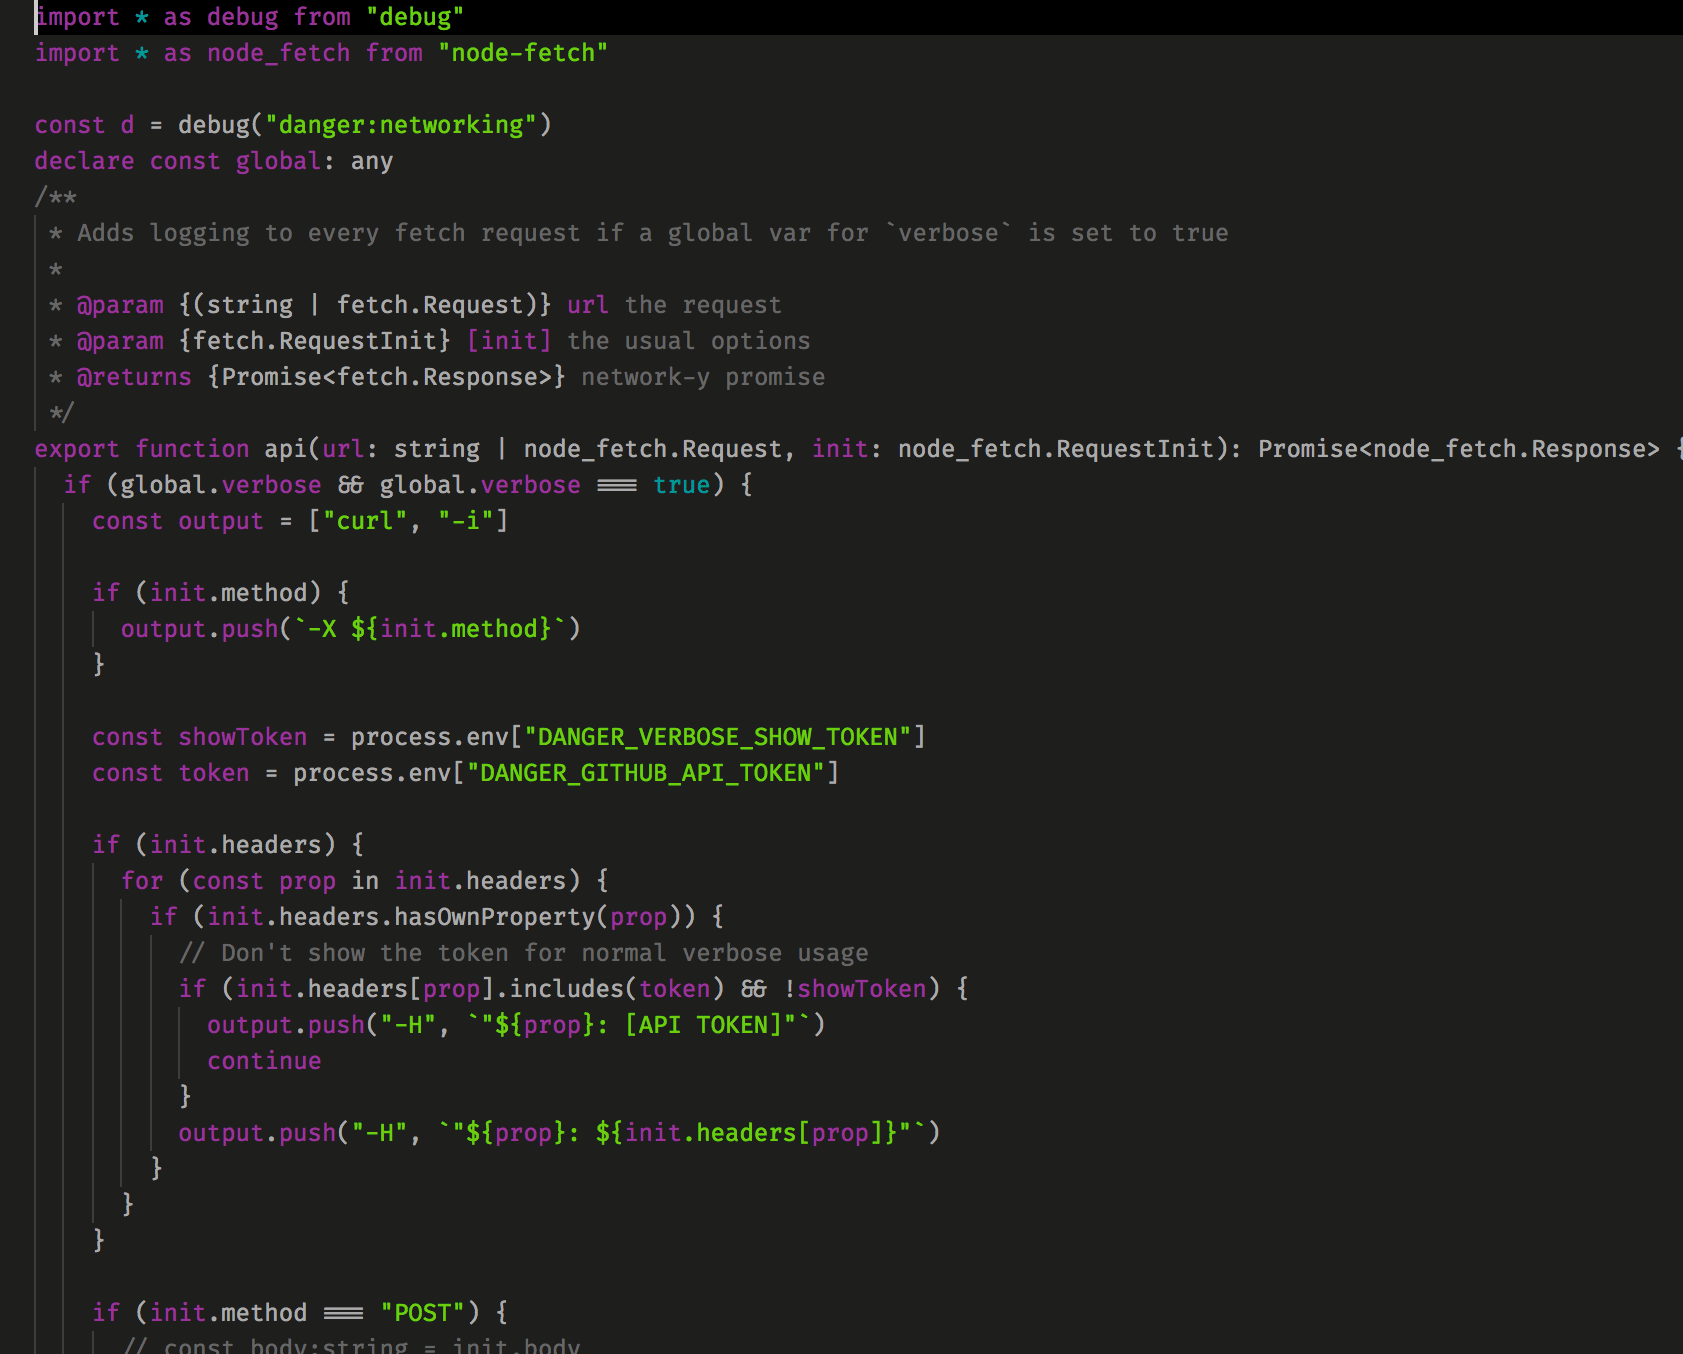 import * as debug from "debug"
import * as node_fetch from "node-fetch"
const d = debug("danger:networking")
declare const global: any
/**
* Adds logging to every fetch request if a global var for `verbose` is set to true
*
* @param {(string | fetch.Request)} url the request
* @param {fetch.RequestInit} [init] the usual options
* @returns {Promise<fetch.Response>} network-y promise
*/
export function api(url: string | node_fetch.Request, init: node_fetch.RequestInit): Promise<node_fetch.Response> {
if (global.verbose && global.verbose === true) {
const output = ["curl", "-i"]
if (init.method) {
output.push(`-X ${init.method}`)
}
const showToken = process.env["DANGER_VERBOSE_SHOW_TOKEN"]
const token = process.env["DANGER_GITHUB_API_TOKEN"]
if (init.headers) {
for (const prop in init.headers) {
if (init.headers.hasOwnProperty(prop)) {
// Don't show the token for normal verbose usage
if (init.headers[prop].includes(token) && !showToken) {
output.push("-H", `"${prop}: [API TOKEN]"`)
continue
}
output.push("-H", `"${prop}: ${init.headers[prop]}"`)
}
}
}
if (init.method === "POST") {
// const body:string = init.body